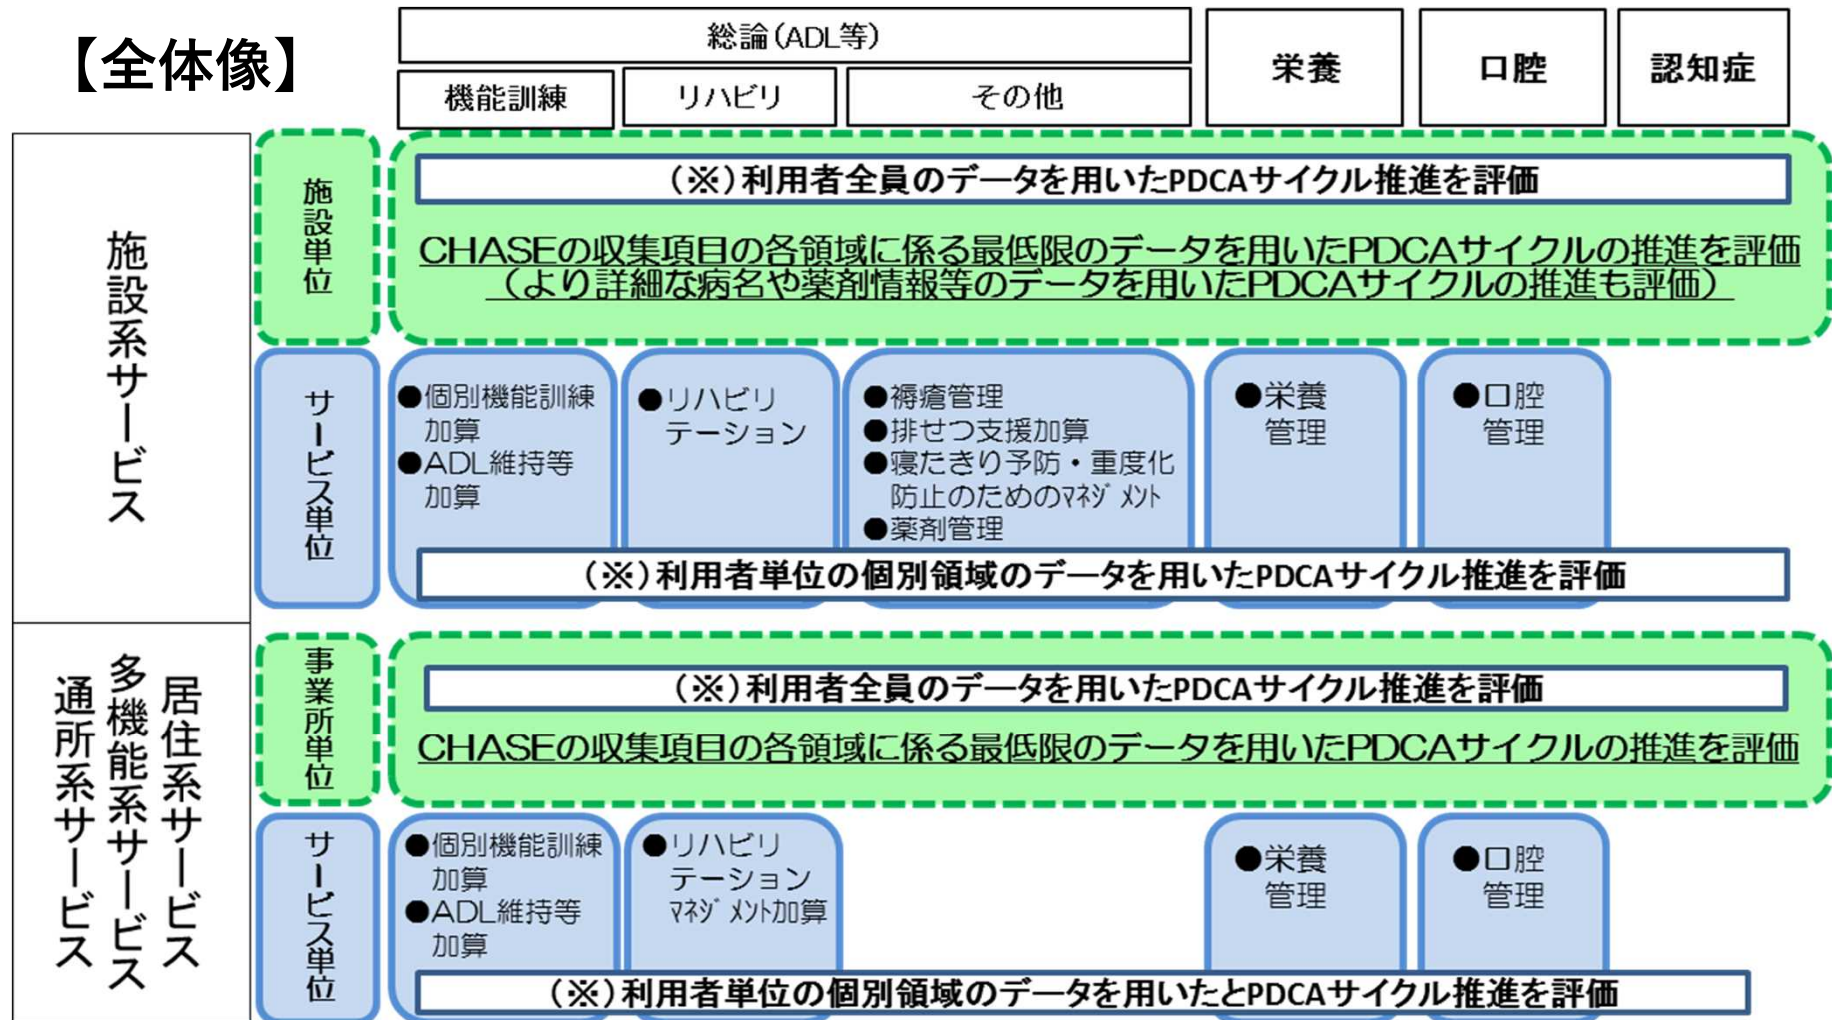 【全体像】
総論(ADL等)
機能訓練
リハビリ
その他
栄養
口腔
認知症
施設系サービス
施設単位
(※)利用者全員のデータを用いたPDCAサイクル推進を評価
CHASEの収集項目の各領域に係る最低限のデータを用いたPDCAサイクルの推進を評価
(より詳細な病名や薬剤情報等のデータを用いたPDCAサイクルの推進も評価)
サービス単位
●個別機能訓練
加算
●ADL維持等
加算
●リハビリ
テーション
●褥瘡管理
●排せつ支援加算
●寝たきり予防・重度化
防止のためのﾏﾈｼﾞﾒﾝﾄ
●薬剤管理
●栄養
管理
●口腔
管理
(※)利用者単位の個別領域のデータを用いたPDCAサイクル推進を評価
居住系サービス
多機能系サービス
通所系サービス
事業所単位
(※)利用者全員のデータを用いたPDCAサイクル推進を評価
CHASEの収集項目の各領域に係る最低限のデータを用いたPDCAサイクルの推進を評価
サービス単位
●個別機能訓練
加算
●ADL維持等
加算
●リハビリ
テーション
ﾏﾈｼﾞﾒﾝﾄ加算
●栄養
管理
●口腔
管理
(※)利用者単位の個別領域のデータを用いたとPDCAサイクル推進を評価